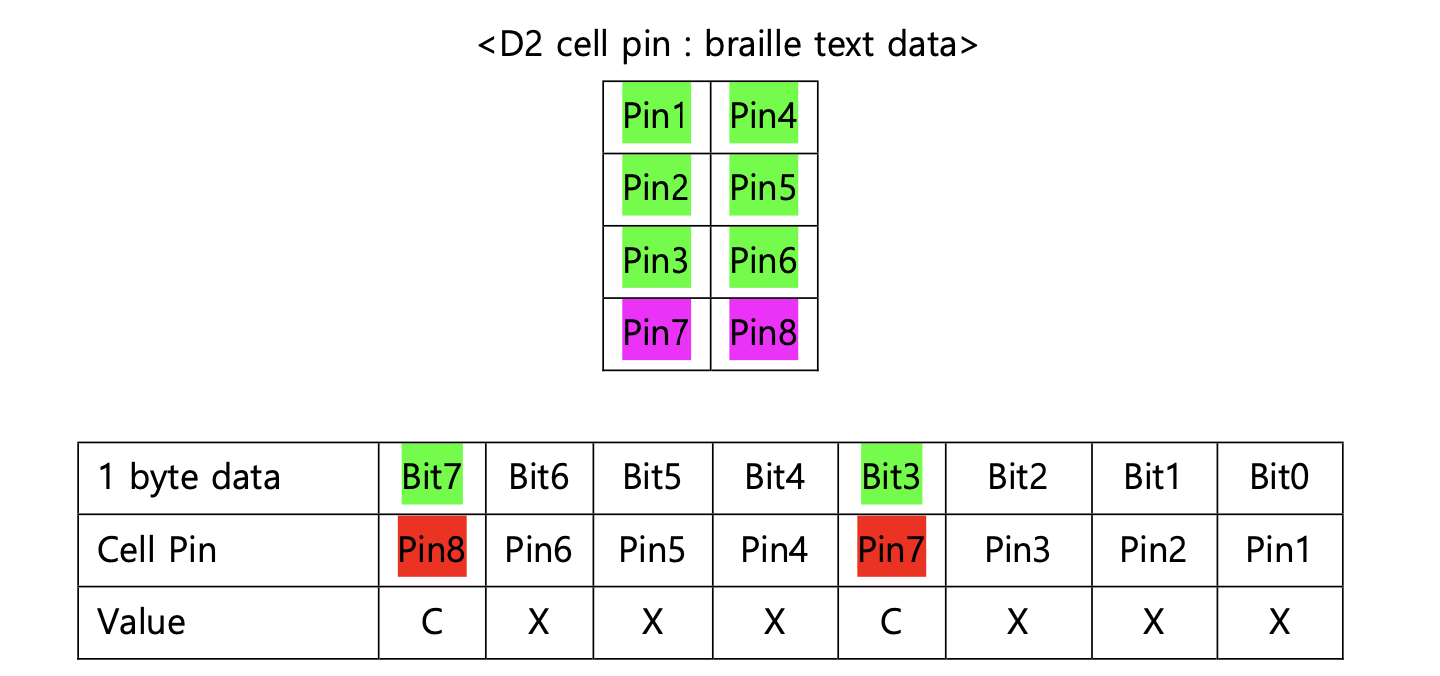 <D2 cell pin : braille text data>
Pin1 Pin4
Pin2 Pin5
Pin3 Pin6
Pin7 Pin8
1 byte data Bit7 Bit6 Bit5 Bit4 Bit3 Bit2 Bit1 Bit0
Cell Pin Pin8 Pin6 Pin5 Pin4 Pin7 Pin3 Pin2 Pin1
Value C X X X C X X X